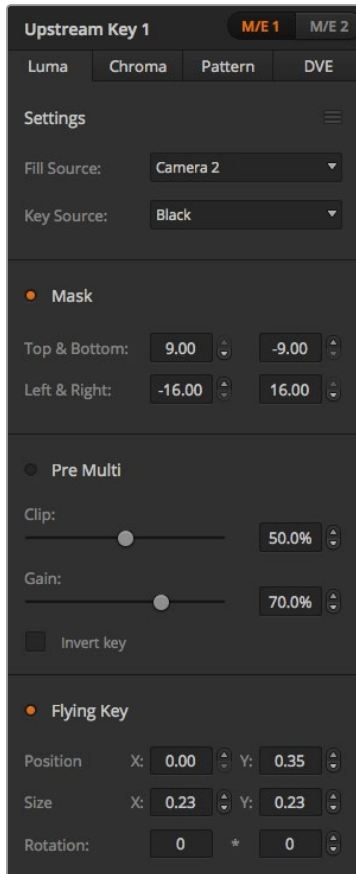 Upstream Key 1 M/E 1 M/E 2
Luma Chroma Pattern DVE
Settings
Fill Source: Camera 2
Key Source: Black
Mask
Top & Bottom: 9.00 -9.00
Left & Right: -16.00 16.00
Pre Multi
Clip:
50.0%
Gain:
70.0%
Invert key
Flying Key
Position X: 0.00 Y: 0.35
Size X: 0.23 Y: 0.23
Rotation: 0 * 0